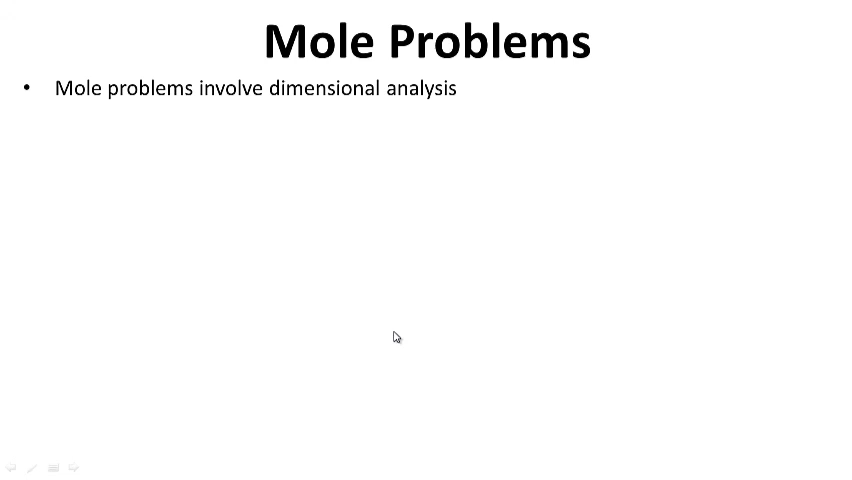 Mole Problems
• Mole problems involve dimensional analysis